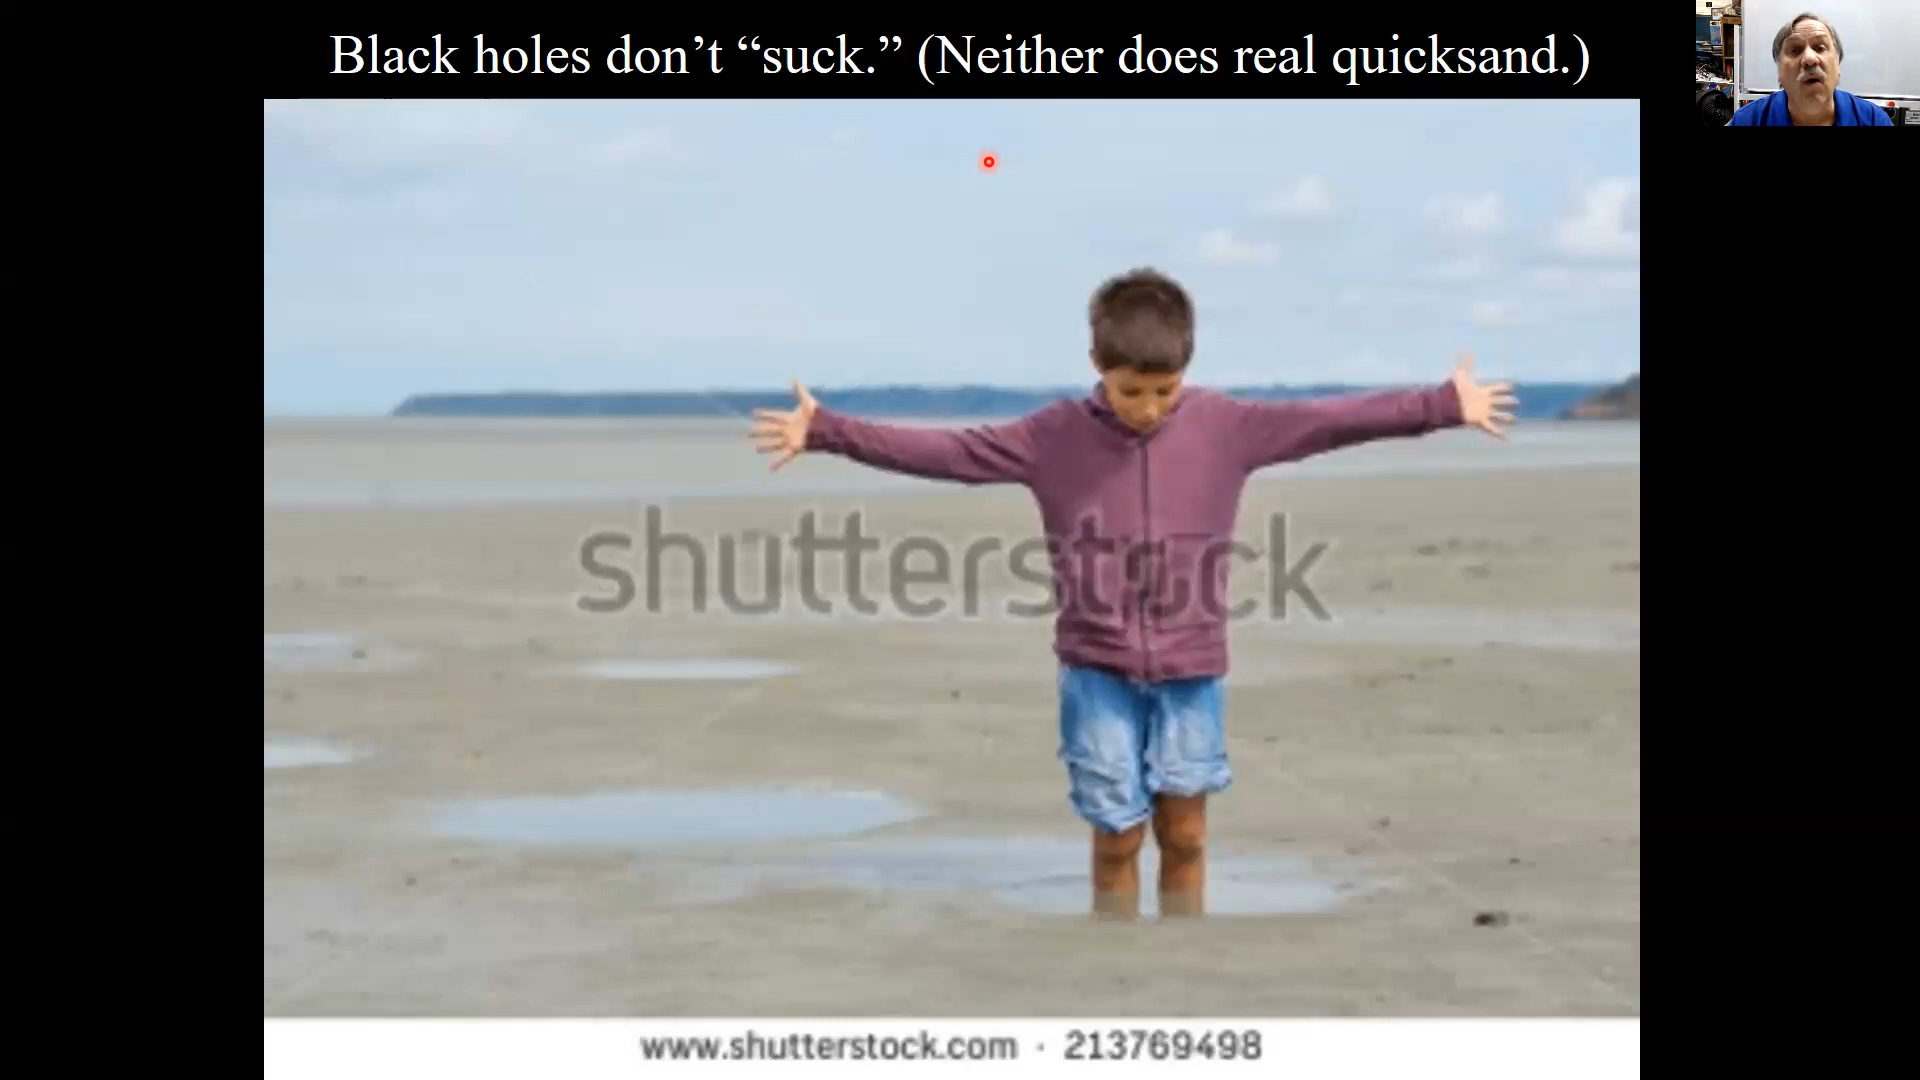 Black holes don’t “suck.” (Neither does real quicksand.)
shutterstock
www.shutterstock.com · 213769498